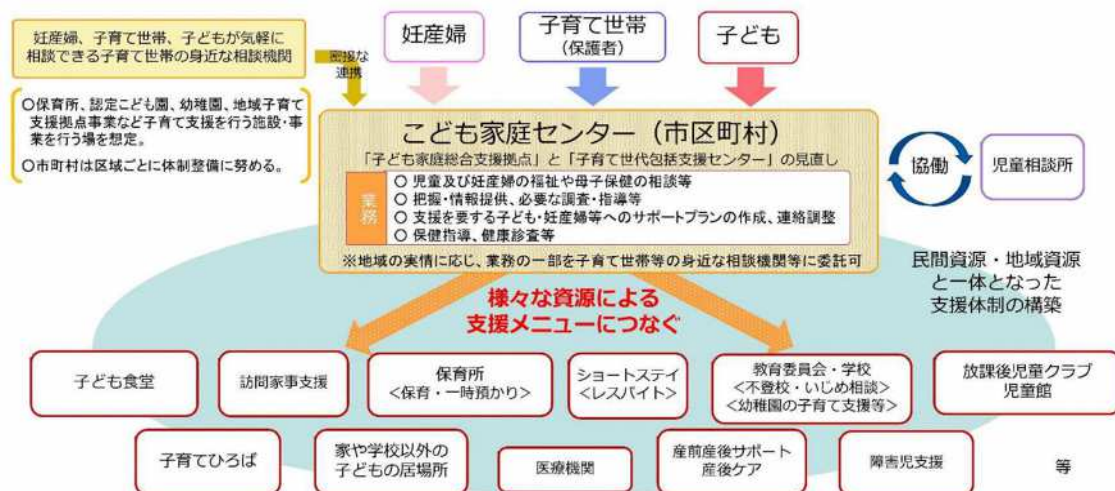 妊産婦、子育て世帯、子どもが気軽に
相談できる子育て世帯の身近な相談機関
○保育所、認定こども園、幼稚園、地域子育て
支援拠点事業など子育て支援を行う施設・事
業を行う場を想定。
○市町村は区域ごとに体制整備に努める。
密接な
連携
妊産婦
子育て世帯
(保護者)
子ども
こども家庭センター（市区町村）
「子ども家庭総合支援拠点」と「子育て世代包括支援センター」の見直し
業務
○ 児童及び妊産婦の福祉や母子保健の相談等
○ 把握・情報提供、必要な調査・指導等
○ 支援を要する子ども・妊産婦等へのサポートプランの作成、連絡調整
○ 保健指導、健康診査等
※地域の実情に応じ、業務の一部を子育て世帯等の身近な相談機関等に委託可
協働
児童相談所
民間資源・地域資源
と一体となった
支援体制の構築
様々な資源による
支援メニューにつなぐ
子ども食堂
訪問家事支援
保育所
<保育・一時預かり>
ショートステイ
<レスパイト>
教育委員会・学校
<不登校・いじめ相談>
<幼稚園の子育て支援等>
放課後児童クラブ
児童館
子育てひろば
家や学校以外の
子どもの居場所
医療機関
産前産後サポート
産後ケア
障害児支援
等